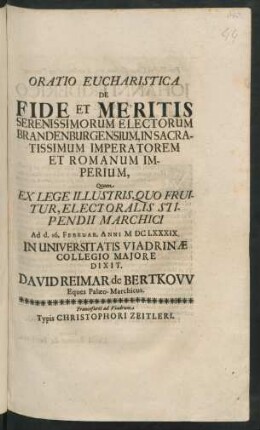 ORATIO EUCHARISTICA
DE
FIDE ET MERITIS
SERENISSIMORUM ELECTORUM
BRANDENBURGENSIUM, IN SACRA-
TISSIMUM IMPERATOREM
ET ROMANUM IM-
PERIUM,
Quam
EX LEGE ILLUSTRIS, QUO FRUI-
TUR, ELECTORALIS STI-
PENDII MARCHICI
Ad d. 16. FEBRUAR. ANNI M DC LXXXIX.
IN UNIVERSITATIS VIADRINÆ
COLLEGIO MAJORE
DIXIT,
DAVID REIMAR de BERTKOVV
Eques Palæo-Marchicus.
Francofurti ad Viadrum,
Typis CHRISTOPHORI ZEITLERI.